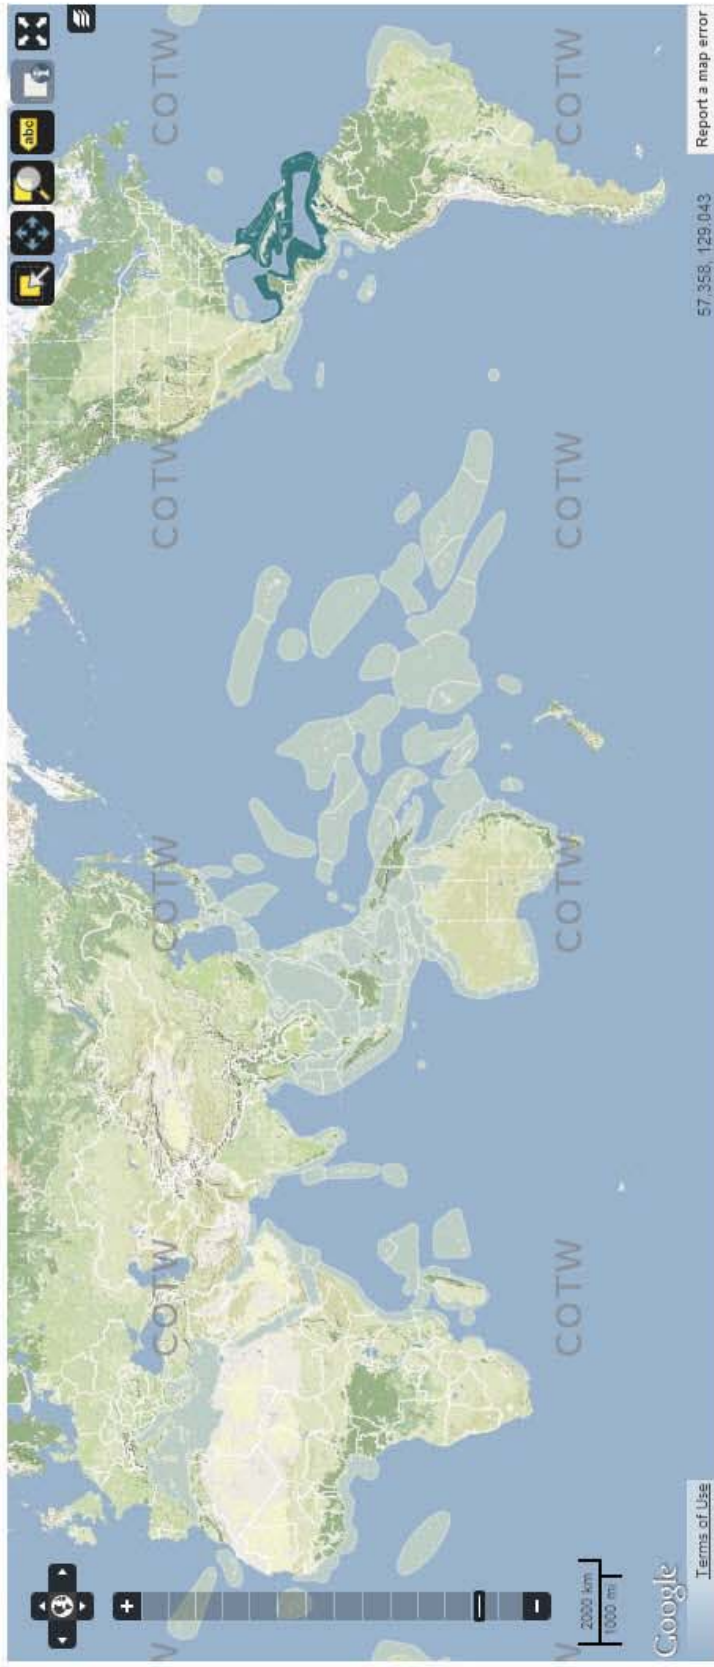 COTW
COTW
COTW
COTW
COTW
COTW
COTW
COTW
abc
W
W
2000 km
1000 mi
Google
Terms of Use
57.358, 129.043
Report a map error